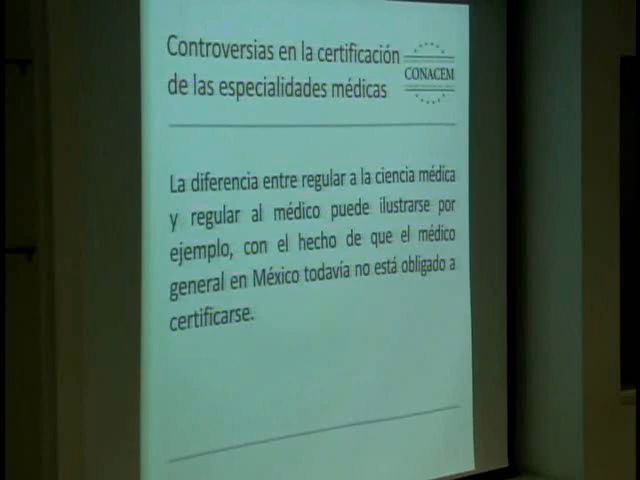 Controversias en la certificación
de las especialidades médicas
CONACEM
La diferencia entre regular a la ciencia médica
y regular al médico puede ilustrarse por
ejemplo, con el hecho de que el médico
general en México todavía no está obligado a
certificarse.